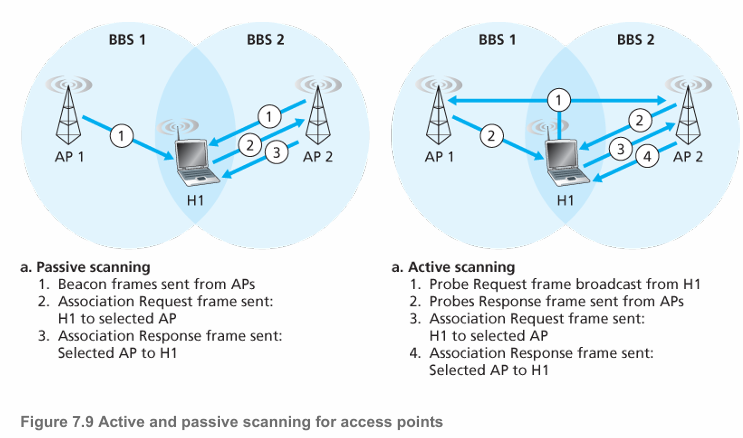 BBS 1
BBS 2
1
1
2
3
AP 1
AP 2
H1
a. Passive scanning
1. Beacon frames sent from APs
2. Association Request frame sent:
H1 to selected AP
3. Association Response frame sent:
Selected AP to H1
BBS 1
BBS 2
1
2
2
3
4
AP 1
AP 2
H1
a. Active scanning
1. Probe Request frame broadcast from H1
2. Probes Response frame sent from APs
3. Association Request frame sent:
H1 to selected AP
4. Association Response frame sent:
Selected AP to H1
Figure 7.9 Active and passive scanning for access points